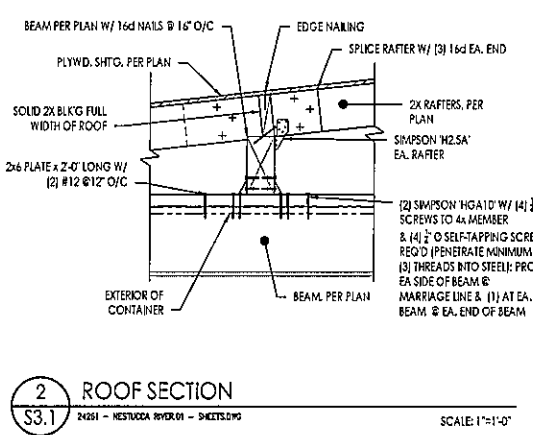 BEAM PER PLAN W/ 16d NAILS @ 16" O/C
EDGE NAILING
PLYWD. SHTG. PER PLAN
SPLICE RAFTER W/ (3) 16d EA. END
SOLID 2X BLK'G FULL
WIDTH OF ROOF
2X RAFTERS, PER
PLAN
SIMPSON 'H2.5A'
EA. RAFTER
2x6 PLATE x 2'-0" LONG W/
(2) #12 @12" O/C
(2) SIMPSON 'HGA10' W/ (4)
SCREWS TO 4x MEMBER
& (4) SELF-TAPPING SCRE
REQ'D (PENETRATE MINIMUM
(3) THREADS INTO STEEL): PRO
EA SIDE OF BEAM @
MARRIAGE LINE & (1) AT EA.
BEAM @ EA. END OF BEAM
EXTERIOR OF
CONTAINER
BEAM, PER PLAN
2
S3.1
ROOF SECTION
24261 - NESTUCCA RIVER.01 - SHEETS.DWG
SCALE: 1"=1'-0"